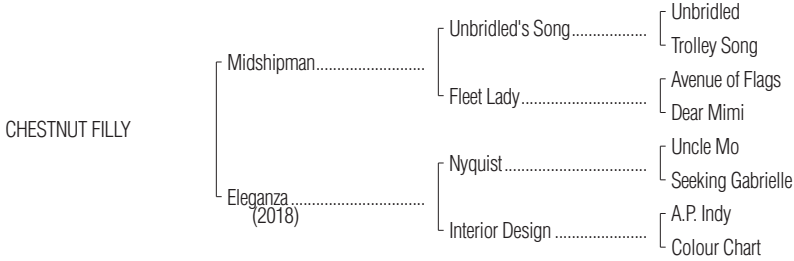 Unbridled
Unbridled's Song
Trolley Song
Midshipman
Avenue of Flags
Fleet Lady
Dear Mimi
CHESTNUT FILLY
Uncle Mo
Nyquist
Seeking Gabrielle
Eleganza
(2018)
A.P. Indy
Interior Design
Colour Chart